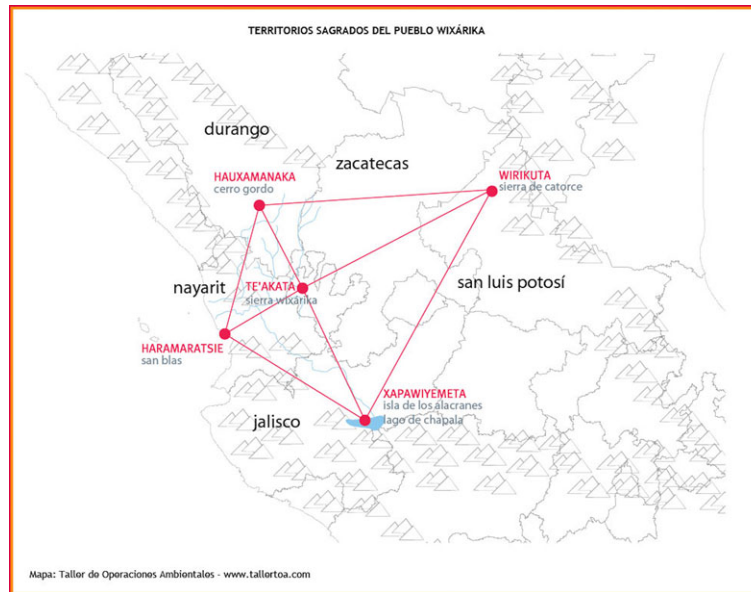 TERRITORIOS SAGRADOS DEL PUEBLO WIXÁRIKA
durango
zacatecas
HAUXAMANAKA
cerro gordo
WIRIKUTA
sierra de catorce
nayarit
TE'AKATA
sierra wixárika
san luis potosí
HARAMARATSIE
san blas
XAPAWIYEMETA
isla de los alacranes
lago de chapala
jalisco
Mapa: Taller de Operaciones Ambientales - www.tallertoa.com